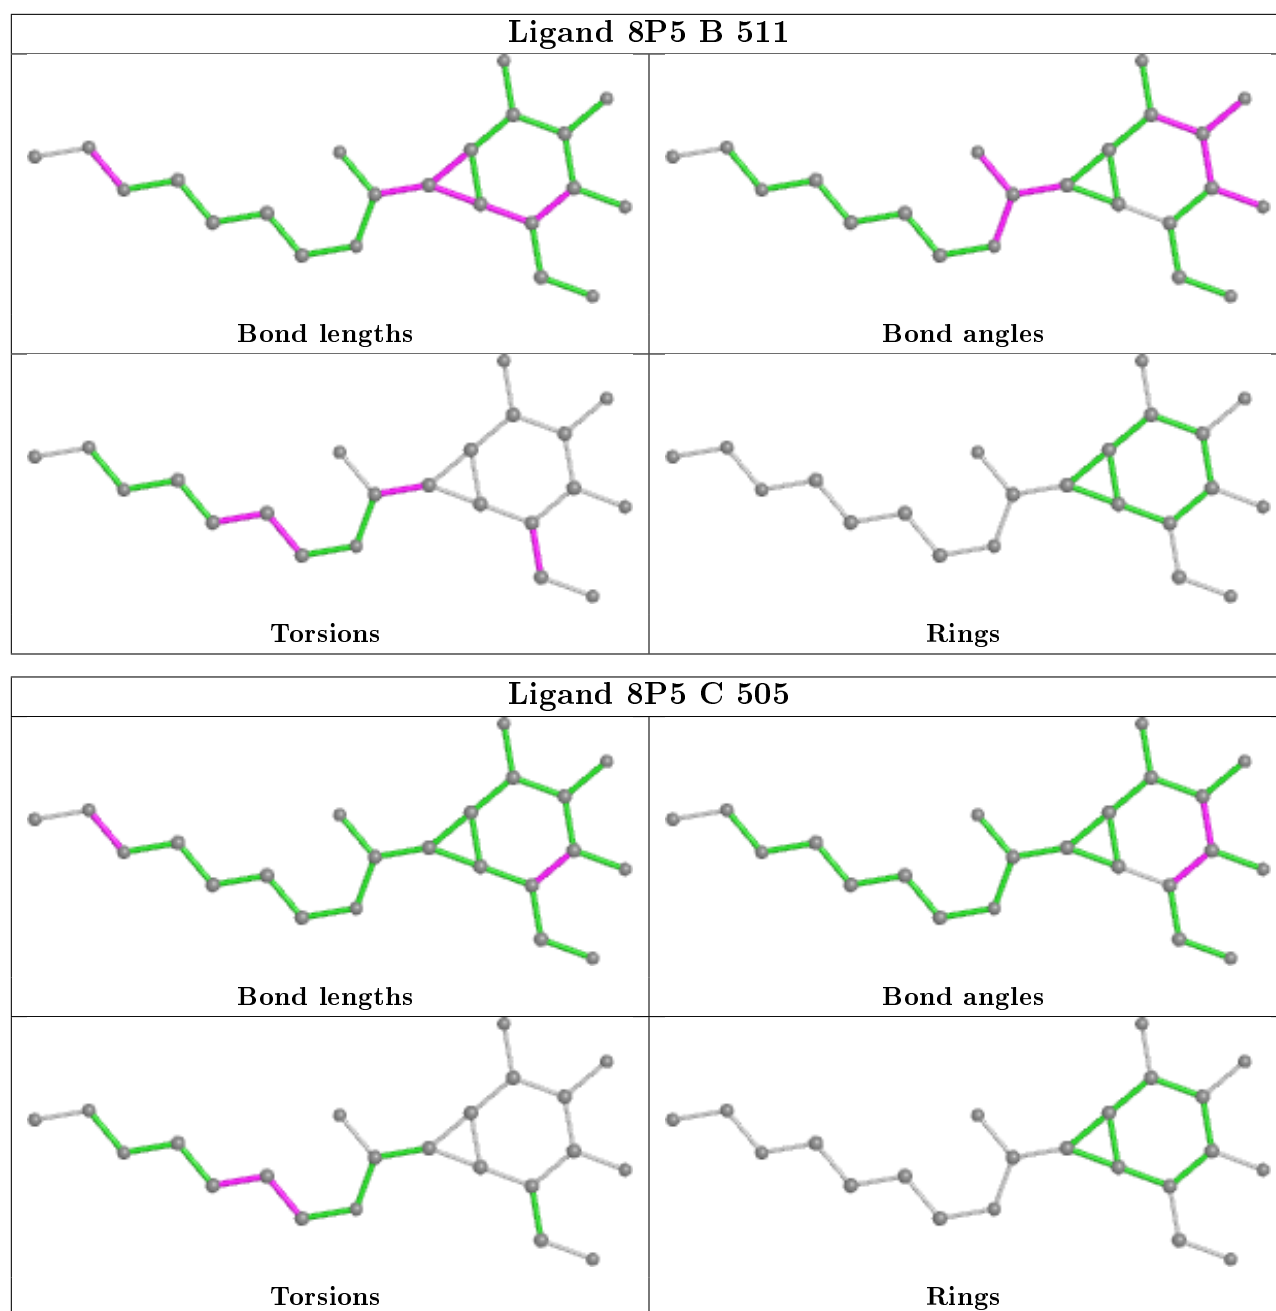 Ligand 8P5 B 511
Bond lengths
Bond angles
Torsions
Rings
Ligand 8P5 C 505
Bond lengths
Bond angles
Torsions
Rings